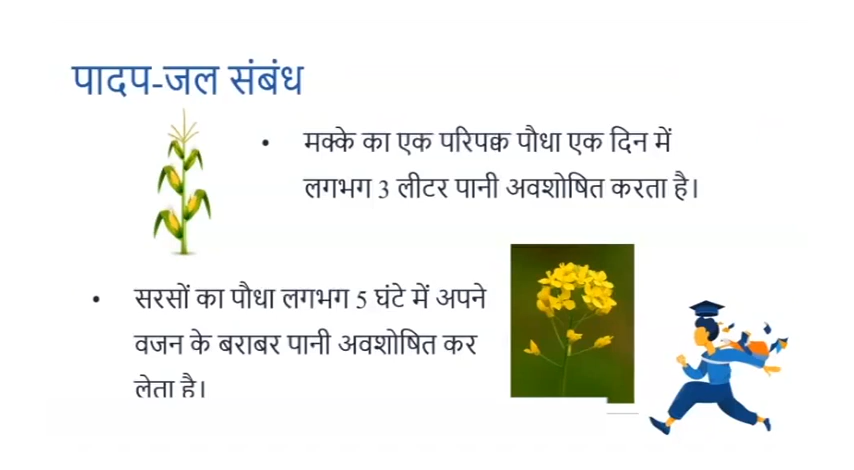 पादप-जल संबंध
• मक्के का एक परिपक्व पौधा एक दिन में
लगभग 3 लीटर पानी अवशोषित करता है।
• सरसों का पौधा लगभग 5 घंटे में अपने
वजन के बराबर पानी अवशोषित कर
लेता है।